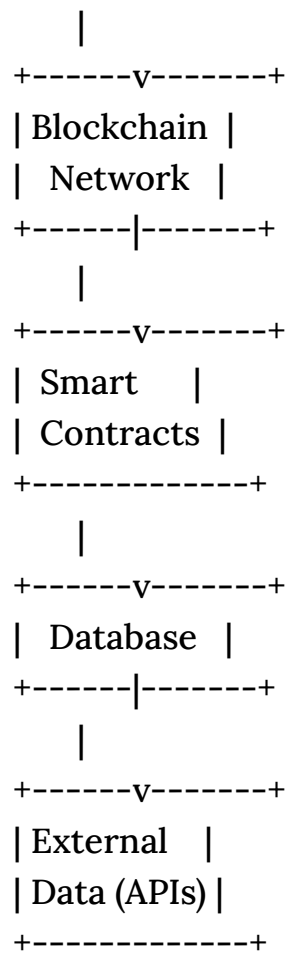 |
+------v-------+
| Blockchain  |
|   Network   |
+------|-------+
|
+------v-------+
|  Smart      |
|  Contracts  |
+-------------+
|
+------v-------+
|   Database   |
+------|-------+
|
+------v-------+
| External    |
| Data (APIs) |
+-------------+